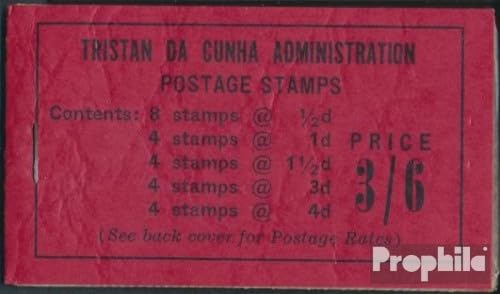 TRISTAN DA CUNHA ADMINISTRATION
POSTAGE STAMPS
Contents: 8 stamps @ ½d
4 stamps @ 1d
4 stamps @ 1½d
4 stamps @ 3d
4 stamps @ 4d
PRICE
3/6
(See back cover for Postage Rates)
Prophila